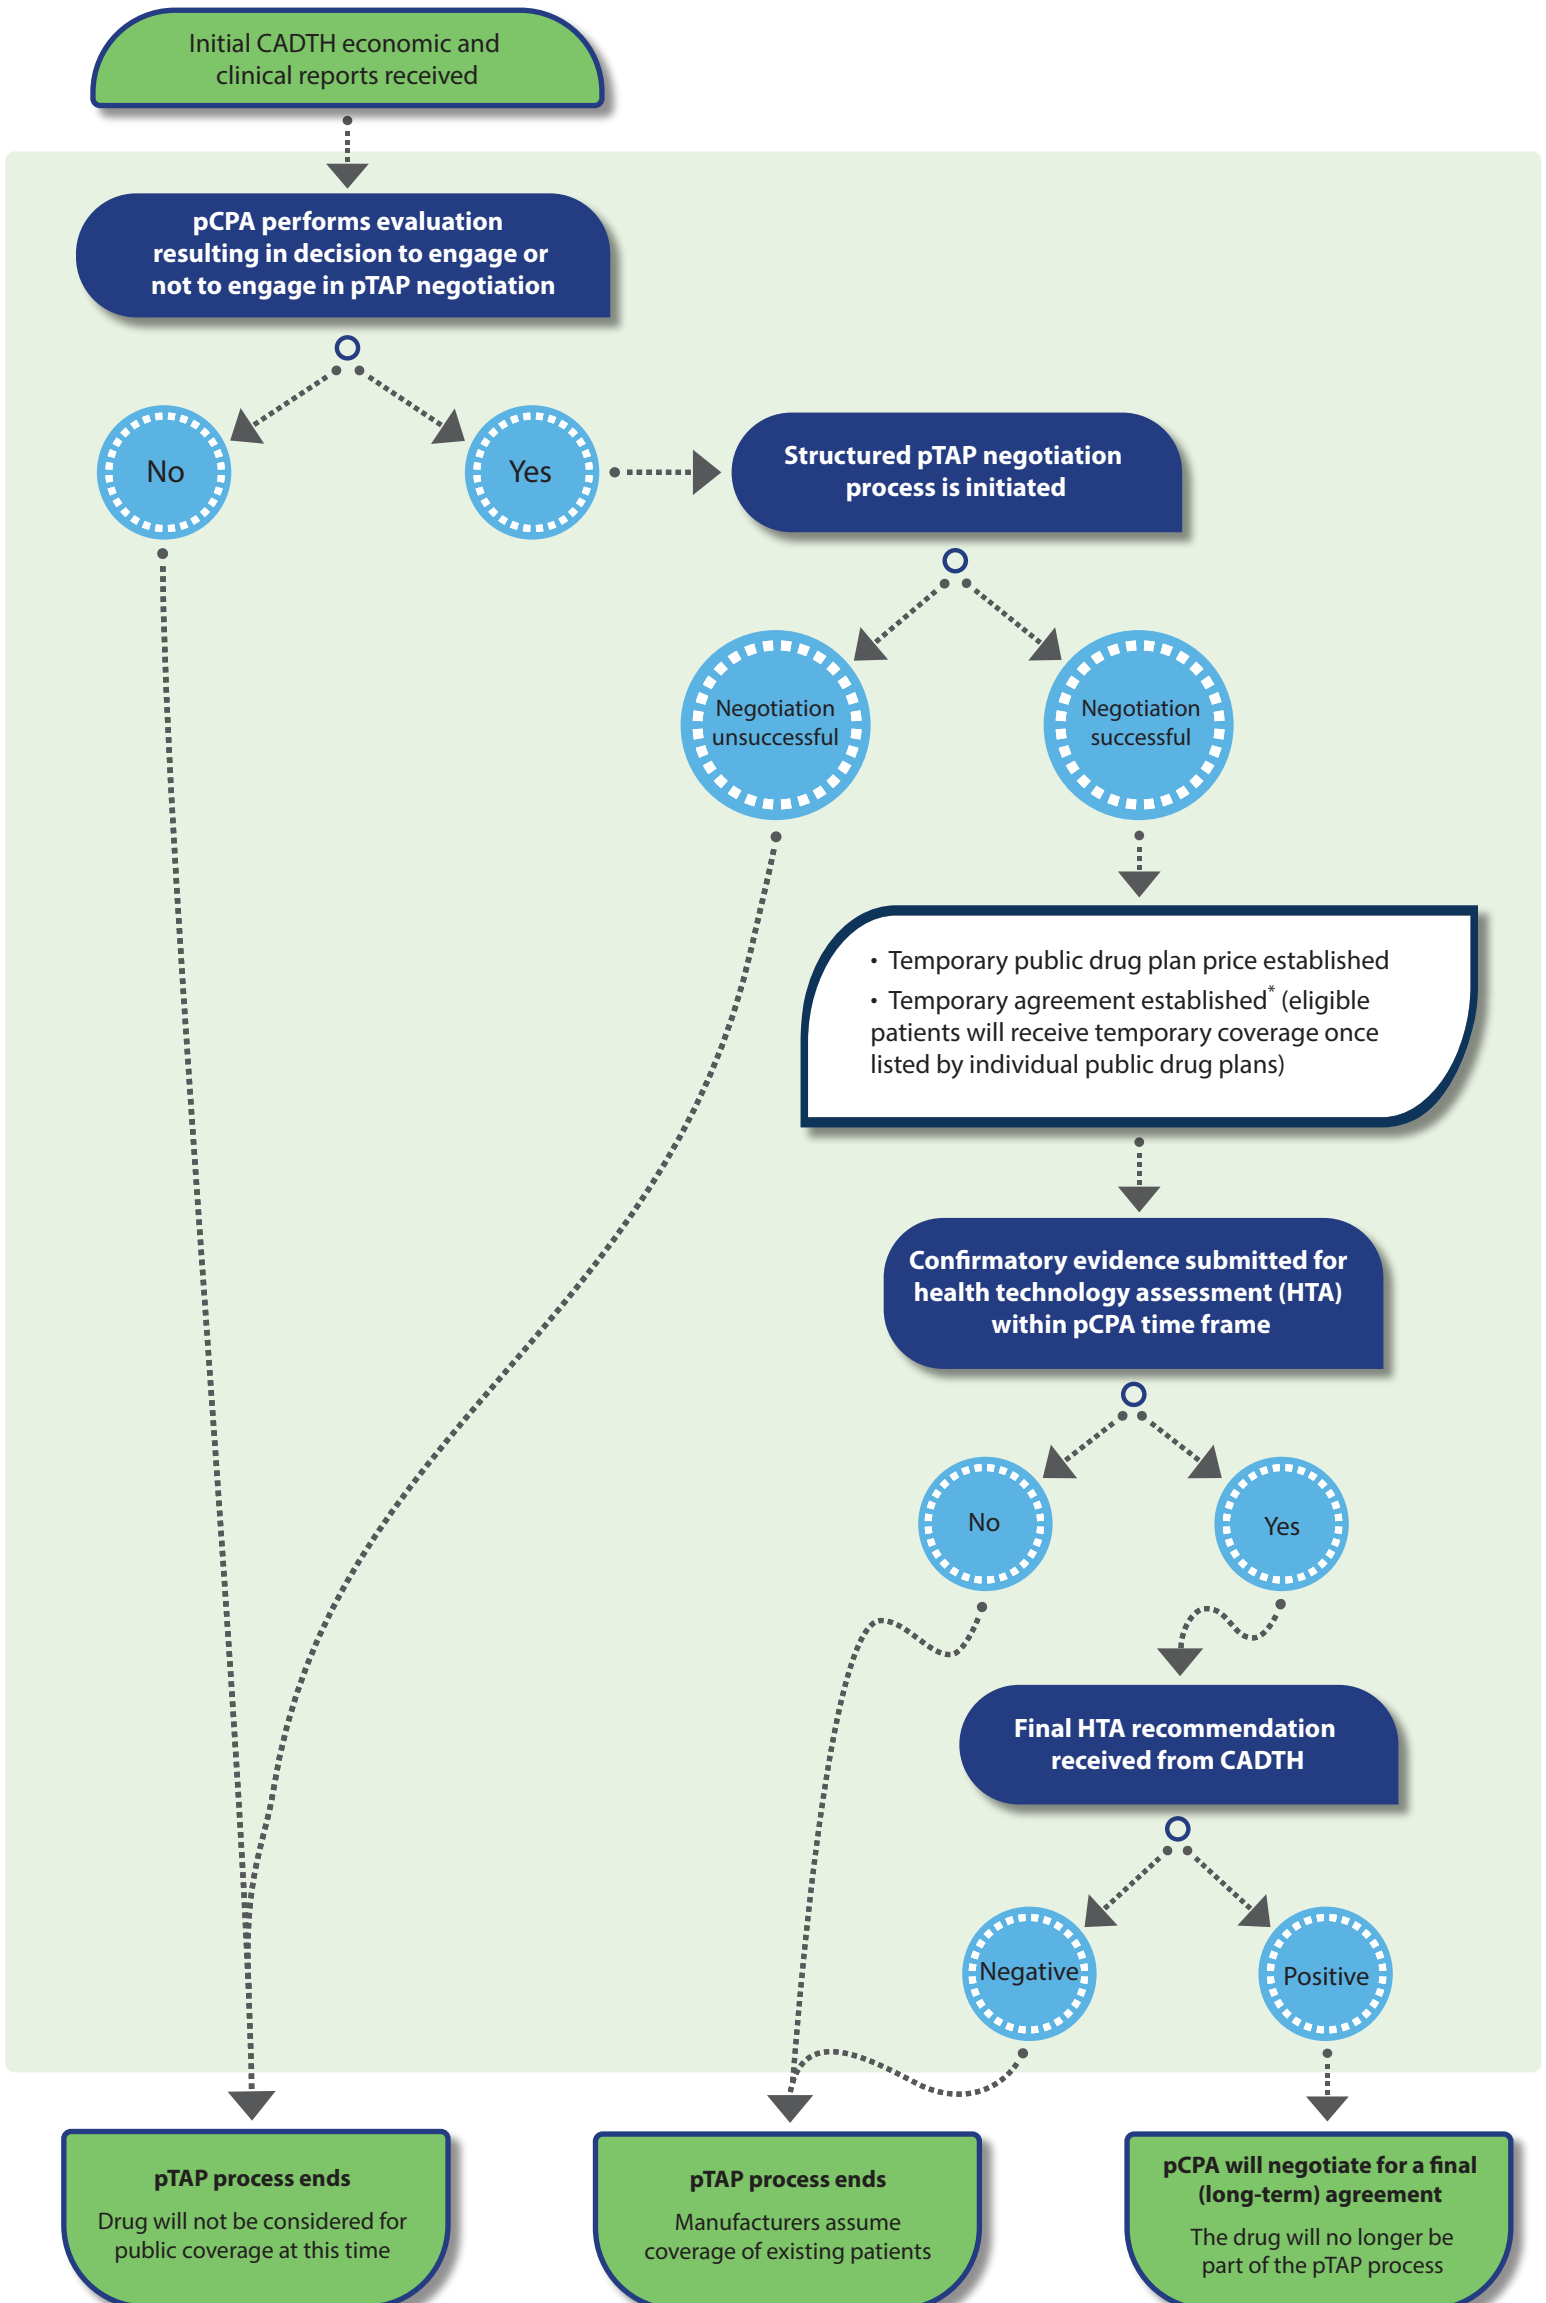 Initial CADTH economic and
clinical reports received
pCPA performs evaluation
resulting in decision to engage or
not to engage in pTAP negotiation
No
Yes
Structured pTAP negotiation
process is initiated
Negotiation
unsuccessful
Negotiation
successful
• Temporary public drug plan price established
• Temporary agreement established* (eligible
patients will receive temporary coverage once
listed by individual public drug plans)
Confirmatory evidence submitted for
health technology assessment (HTA)
within pCPA time frame
No
Yes
Final HTA recommendation
received from CADTH
Negative
Positive
pTAP process ends
Drug will not be considered for
public coverage at this time
pTAP process ends
Manufacturers assume
coverage of existing patients
pCPA will negotiate for a final
(long-term) agreement
The drug will no longer be
part of the pTAP process